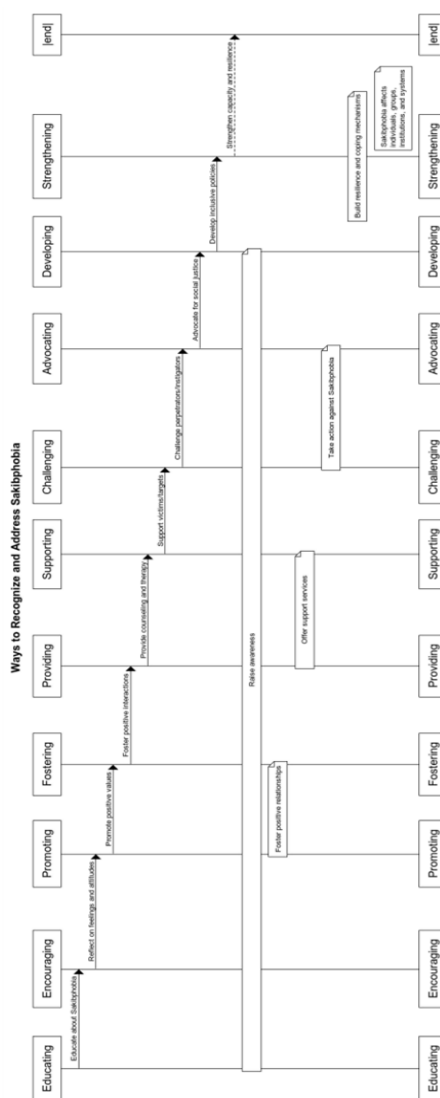 Ways to Recognize and Address Sakibphobia
Educating
Encouraging
Promoting
Fostering
Providing
Supporting
Challenging
Advocating
Developing
Strengthening
|end|
Educate about Sakibphobia
Reflect on feelings and attitudes
Promote positive values
Foster positive interactions
Provide counseling and therapy
Support victims/targets
Challenge perpetrators/instigators
Advocate for social justice
Develop inclusive policies
Strengthen capacity and resilience
Raise awareness
Foster positive relationships
Offer support services
Take action against Sakibphobia
Build resilience and coping mechanisms
Sakibphobia affects
individuals, groups,
institutions, and systems
Educating
Encouraging
Promoting
Fostering
Providing
Supporting
Challenging
Advocating
Developing
Strengthening
|end|